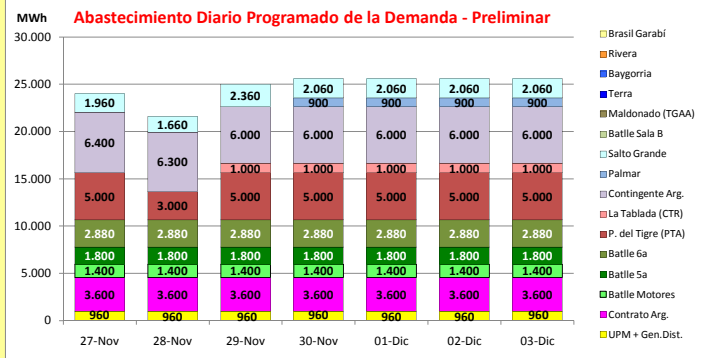 MWh
Abastecimiento Diario Programado de la Demanda - Preliminar
30.000
25.000
20.000
15.000
10.000
5.000
0
1.960 1.660 2.360 2.060 2.060 2.060 2.060
900 900 900 900
6.400 6.300 6.000 6.000 6.000 6.000 6.000
1.000 1.000 1.000 1.000 1.000
5.000 3.000 5.000 5.000 5.000 5.000 5.000
2.880 2.880 2.880 2.880 2.880 2.880 2.880
1.800 1.800 1.800 1.800 1.800 1.800 1.800
1.400 1.400 1.400 1.400 1.400 1.400 1.400
3.600 3.600 3.600 3.600 3.600 3.600 3.600
960 960 960 960 960 960 960
27-Nov 28-Nov 29-Nov 30-Nov 01-Dic 02-Dic 03-Dic
Brasil Garabí
Rivera
Baygorria
Terra
Maldonado (TGAA)
Batlle Sala B
Salto Grande
Palmar
Contingente Arg.
La Tablada (CTR)
P. del Tigre (PTA)
Batlle 6a
Batlle 5a
Batlle Motores
Contrato Arg.
UPM + Gen.Dist.